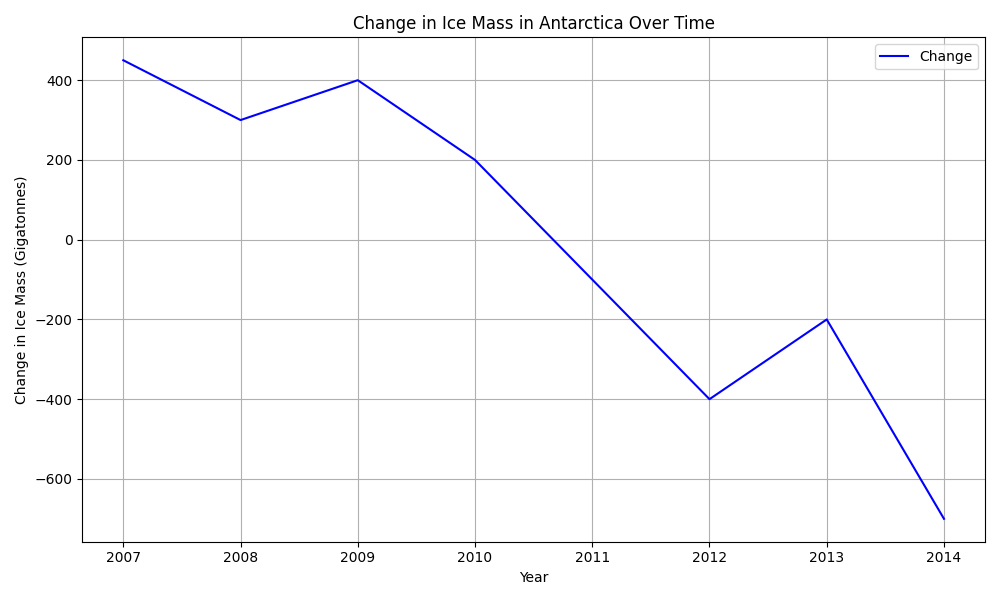 Change in Ice Mass in Antarctica Over Time
Change
Change in Ice Mass (Gigatonnes)
400
200
0
−200
−400
−600
2007 2008 2009 2010 2011 2012 2013 2014
Year